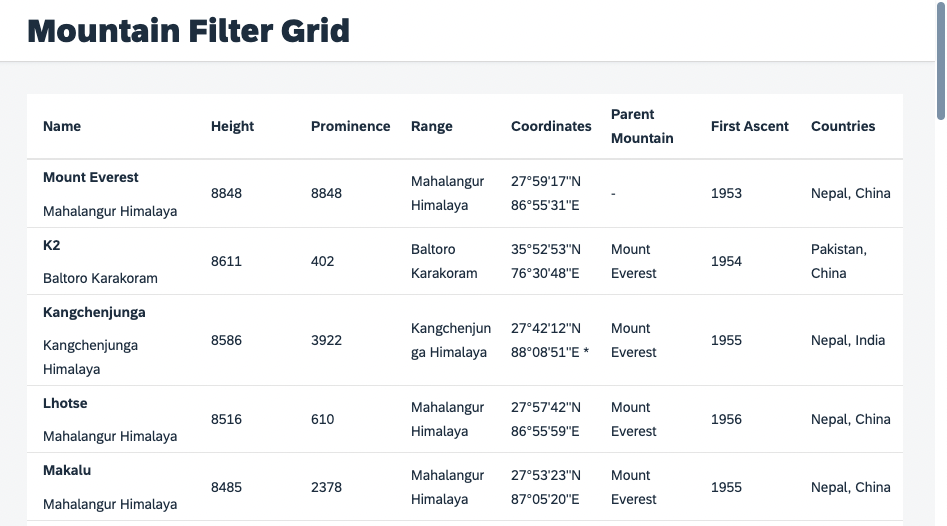 Mountain Filter Grid
Name Height Prominence Range Coordinates Parent Mountain First Ascent Countries
Mount Everest
Mahalangur Himalaya
8848
8848
Mahalangur
Himalaya
27°59'17"N
86°55'31"E
-
1953
Nepal, China
K2
Baltoro Karakoram
8611
402
Baltoro
Karakoram
35°52'53"N
76°30'48"E
Mount
Everest
1954
Pakistan,
China
Kangchenjunga
Kangchenjunga
Himalaya
8586
3922
Kangchenjun
ga Himalaya
27°42'12"N
88°08'51"E *
Mount
Everest
1955
Nepal, India
Lhotse
Mahalangur Himalaya
8516
610
Mahalangur
Himalaya
27°57'42"N
86°55'59"E
Mount
Everest
1956
Nepal, China
Makalu
Mahalangur Himalaya
8485
2378
Mahalangur
Himalaya
27°53'23"N
87°05'20"E
Mount
Everest
1955
Nepal, China